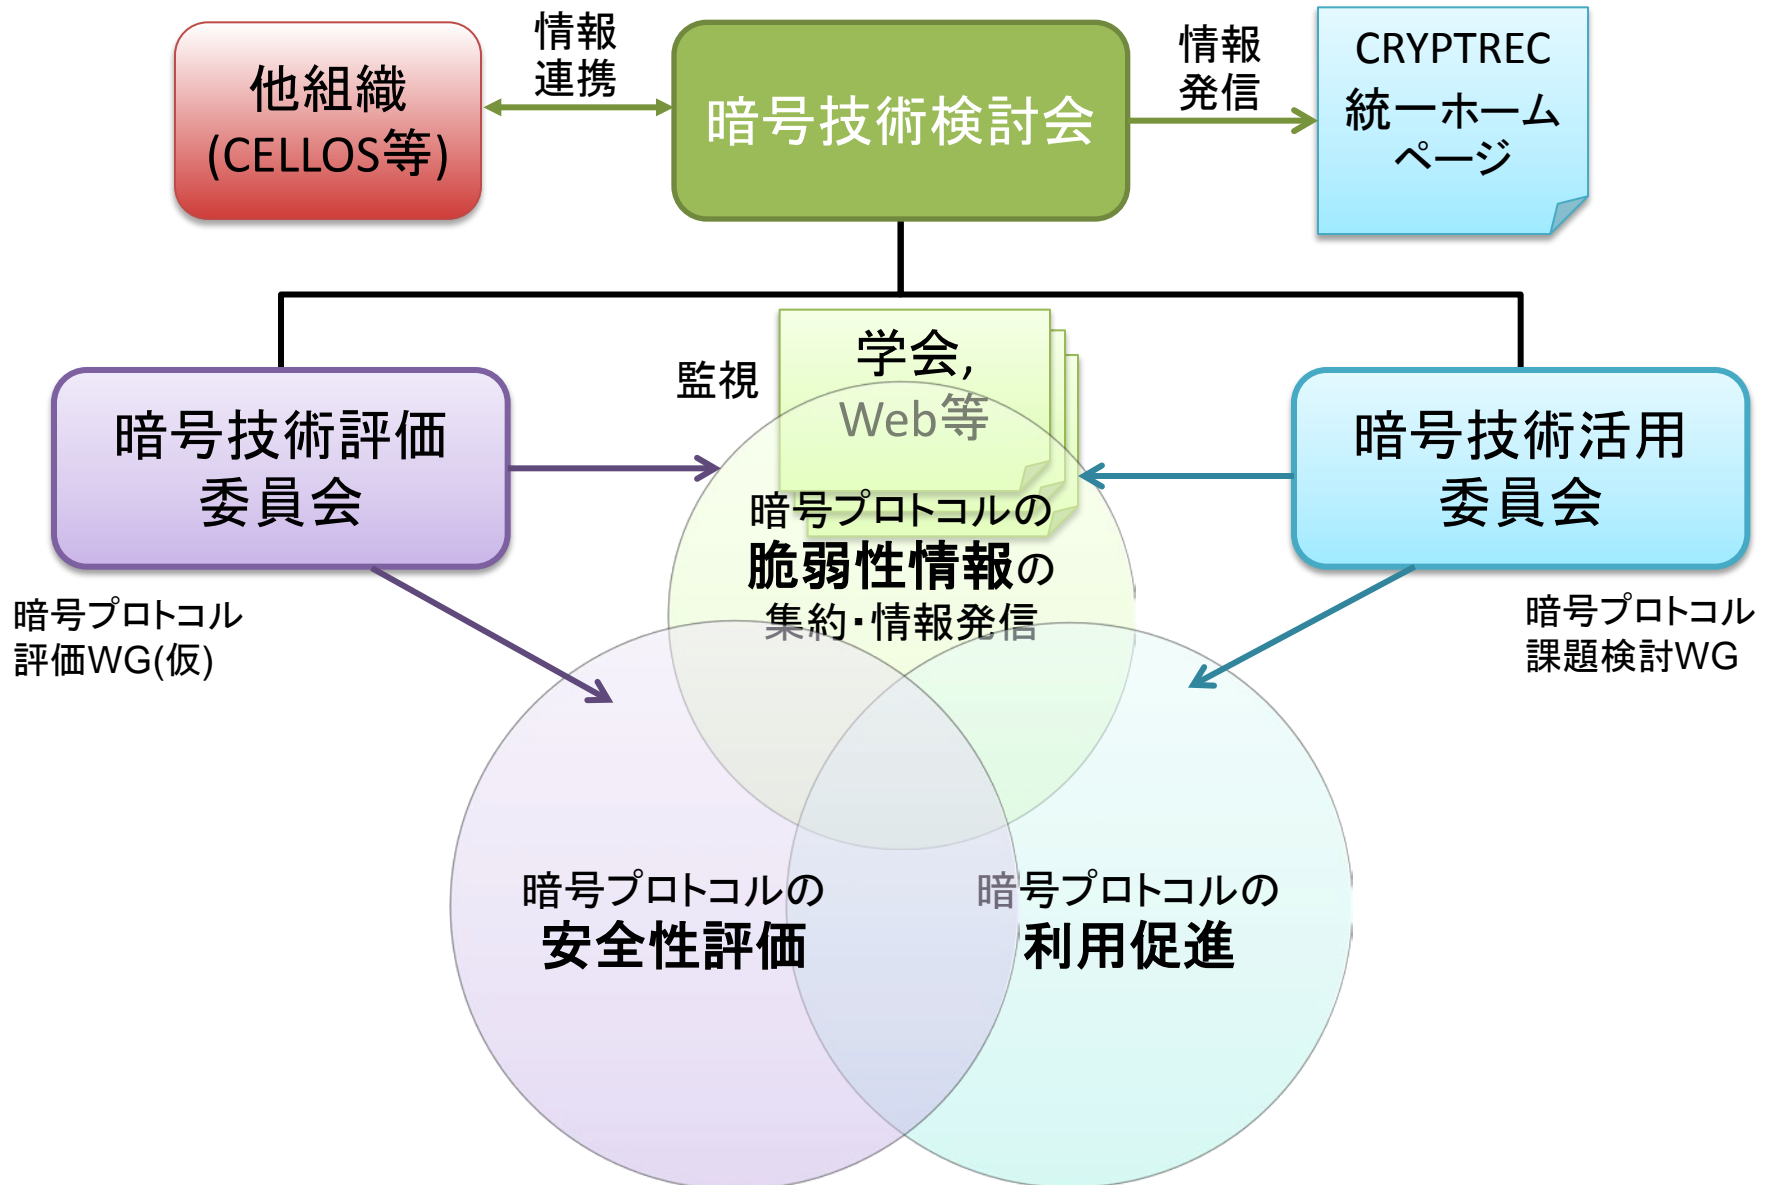 他組織
(CELLOS等)
情報
連携
暗号技術検討会
情報
発信
CRYPTREC
統一ホーム
ページ
監視
学会,
Web等
暗号技術評価
委員会
暗号技術活用
委員会
暗号プロトコルの
脆弱性情報の
集約・情報発信
暗号プロトコル
評価WG(仮)
暗号プロトコル
課題検討WG
暗号プロトコルの
安全性評価
暗号プロトコルの
利用促進